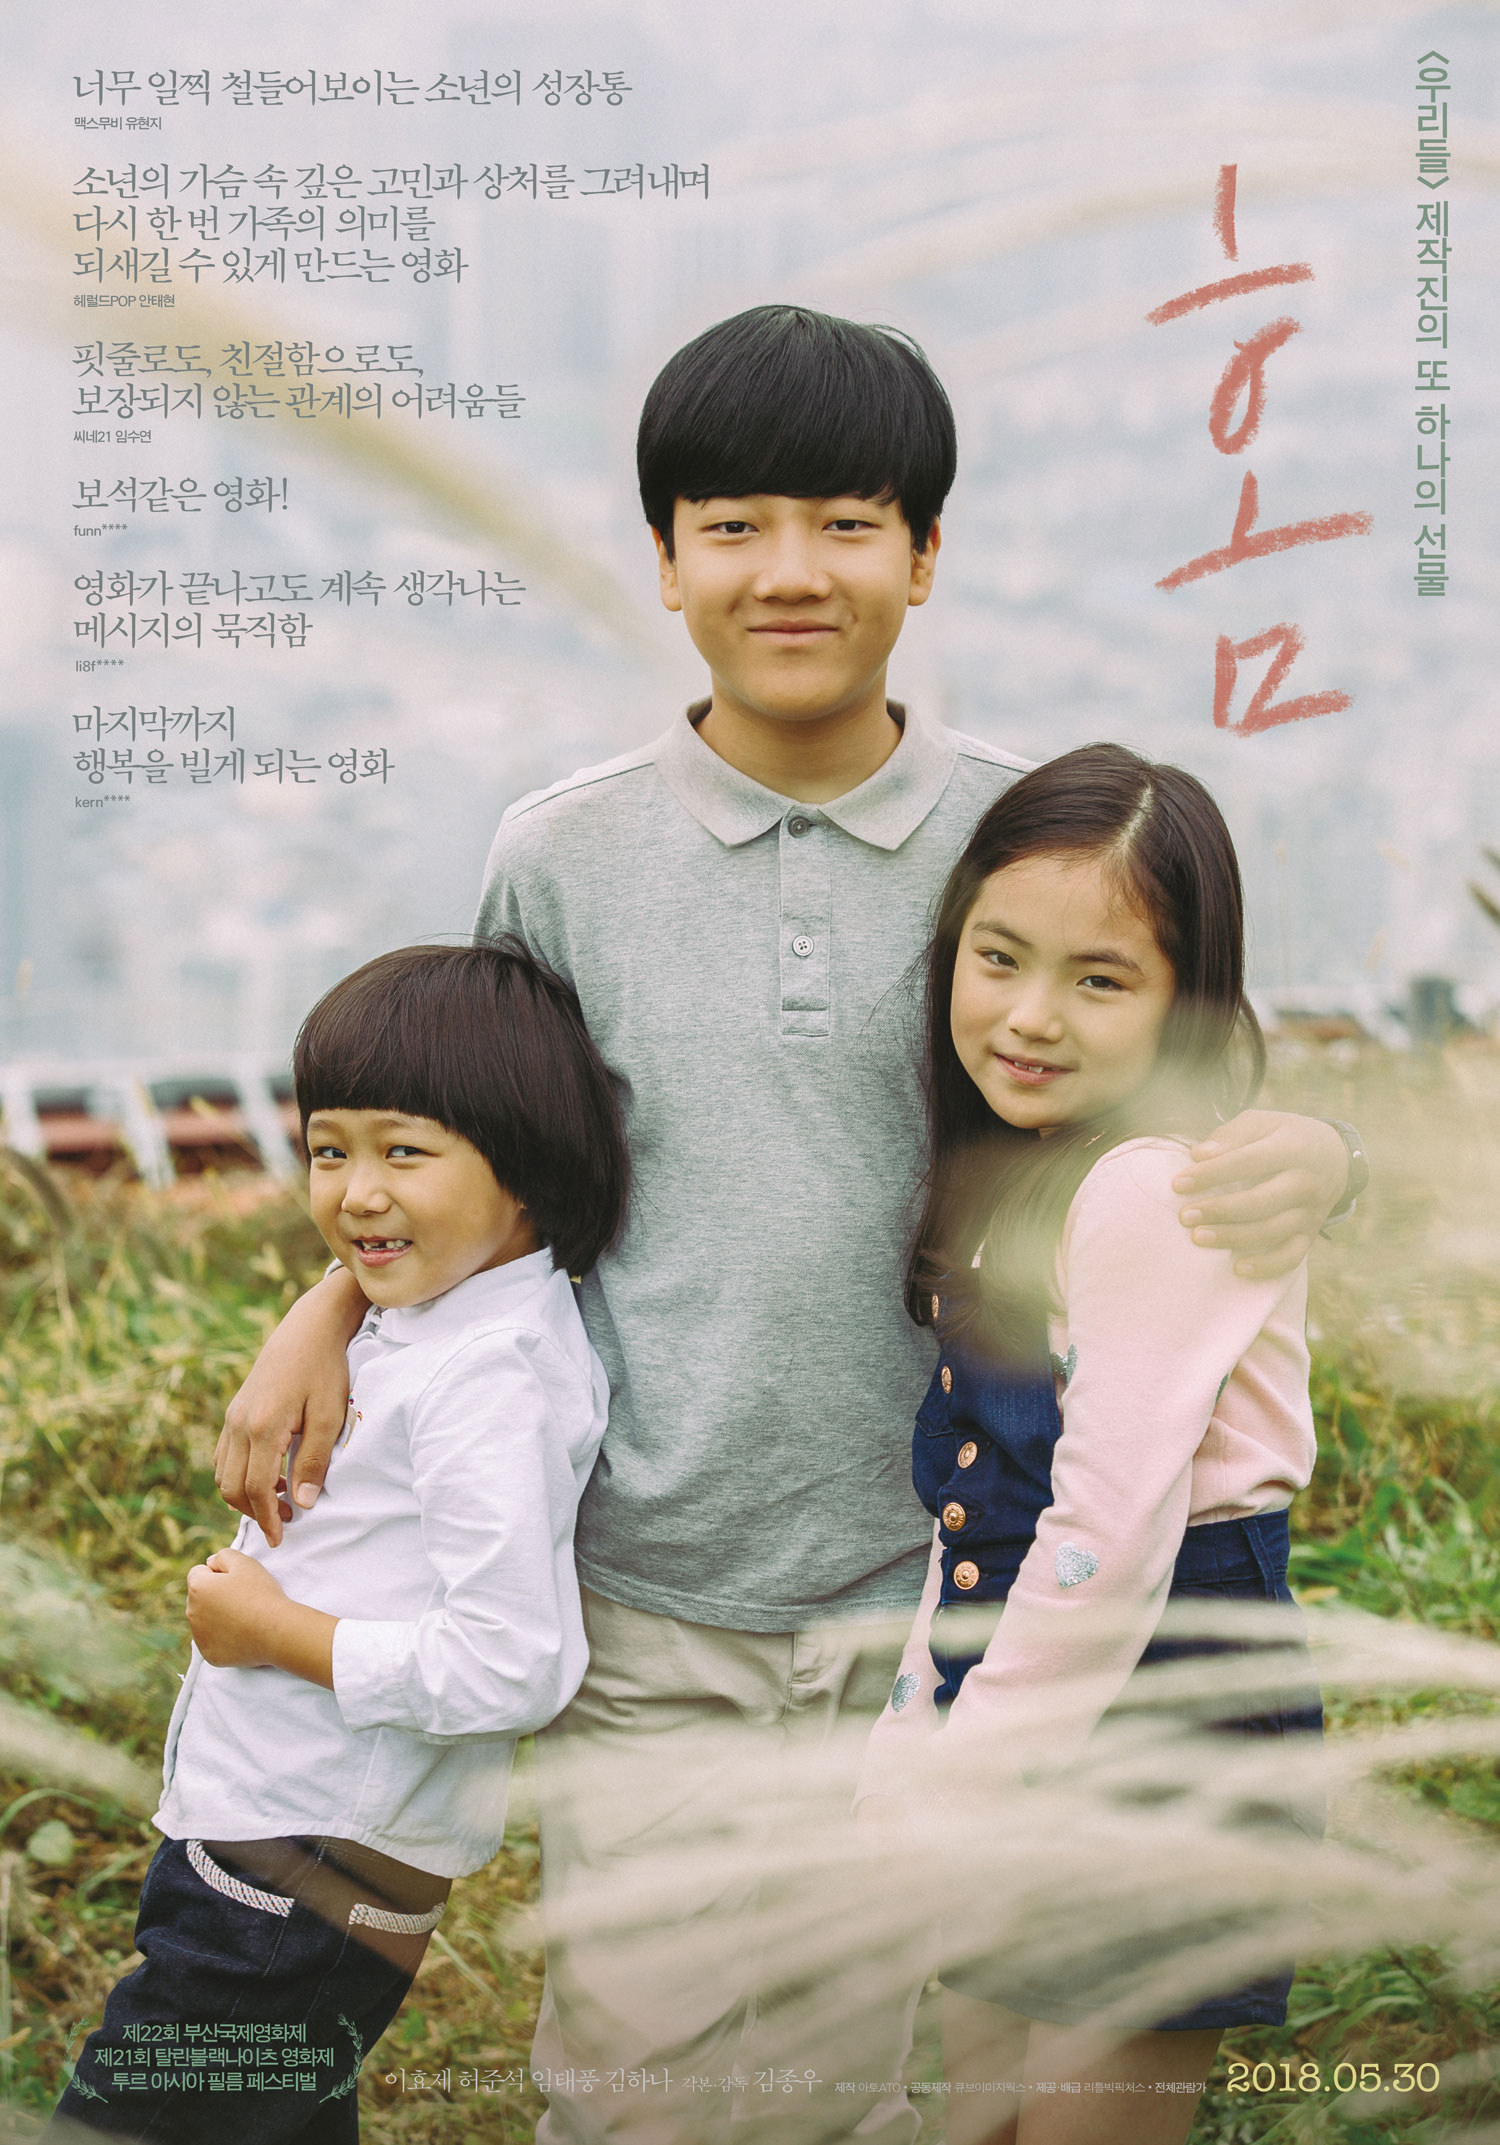 너무 일찍 철들어보이는 소년의 성장통
맥스무비 유현지
소년의 가슴 속 깊은 고민과 상처를 그려내며
다시 한 번 가족의 의미를
되새길 수 있게 만드는 영화
헤럴드POP 안태현
핏줄로도, 친절함으로도,
보장되지 않는 관계의 어려움들
씨네21 임수연
보석같은 영화!
funn****
영화가 끝나고도 계속 생각나는
메시지의 묵직함
li8f****
마지막까지
행복을 빌게 되는 영화
kern****
<우리들> 제작진의 또 하나의 선물
홈
제22회 부산국제영화제
제21회 탈린블랙나이츠 영화제
투르 아시아 필름 페스티벌
이효제 허준석 임태풍 김하나 각본·감독 김종우 제작 아토ATO • 공동제작 큐브이미지웍스 • 제공·배급 리틀빅픽처스 • 전체관람가
2018.05.30